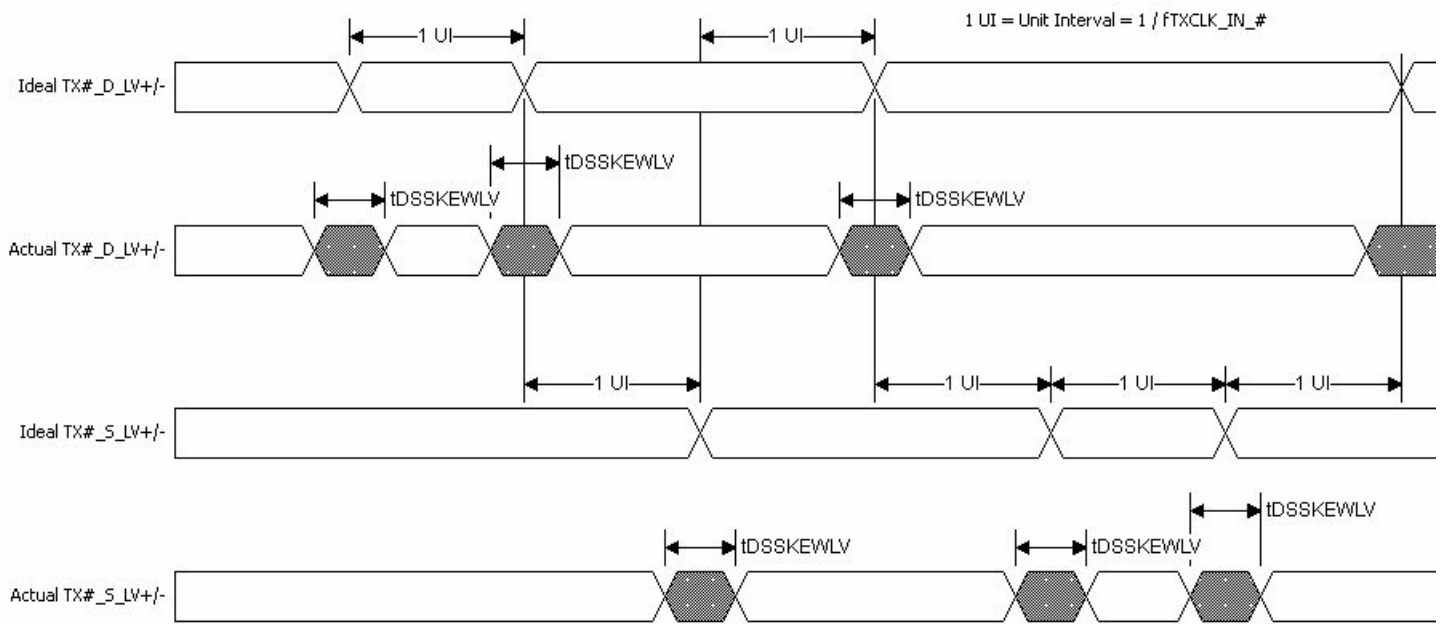 1 UI = Unit Interval = 1 / fTXCLK_IN_#
1 UI
1 UI
Ideal TX#_D_LV+/-
tDSSKEWLV
tDSSKEWLV
tDSSKEWLV
Actual TX#_D_LV+/-
1 UI
1 UI
1 UI
1 UI
Ideal TX#_S_LV+/-
tDSSKEWLV
tDSSKEWLV
tDSSKEWLV
Actual TX#_S_LV+/-